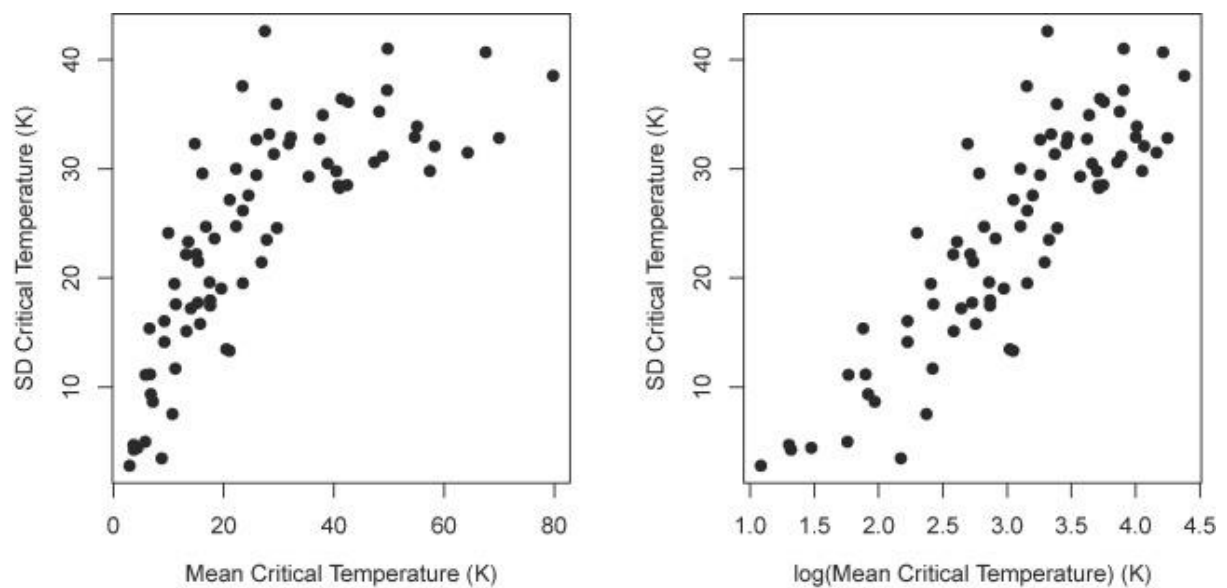 SD Critical Temperature (K)
40
30
20
10
0 20 40 60 80
Mean Critical Temperature (K)
SD Critical Temperature (K)
40
30
20
10
1.0 2.0 2.5 3.0 3.5 4.0 4.5
log(Mean Critical Temperature) (K)